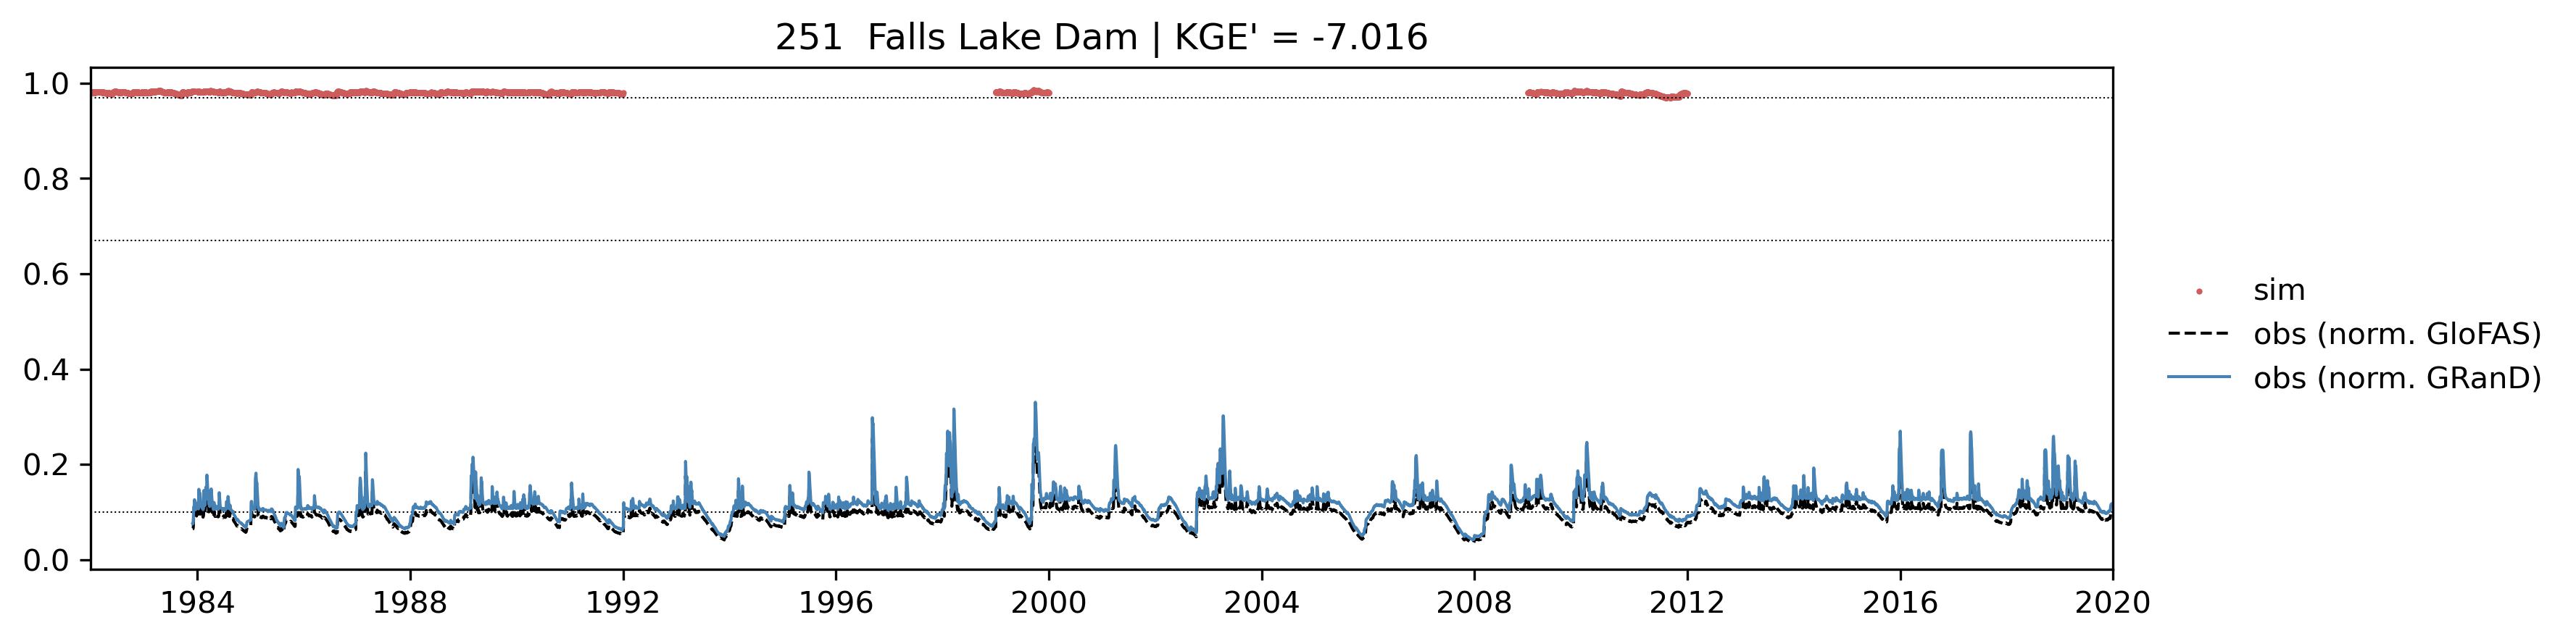 251  Falls Lake Dam | KGE' = -7.016
1.0
0.8
0.6
0.4
0.2
0.0
1984 1988 1992 1996 2000 2004 2008 2012 2016 2020
sim
obs (norm. GloFAS)
obs (norm. GRanD)